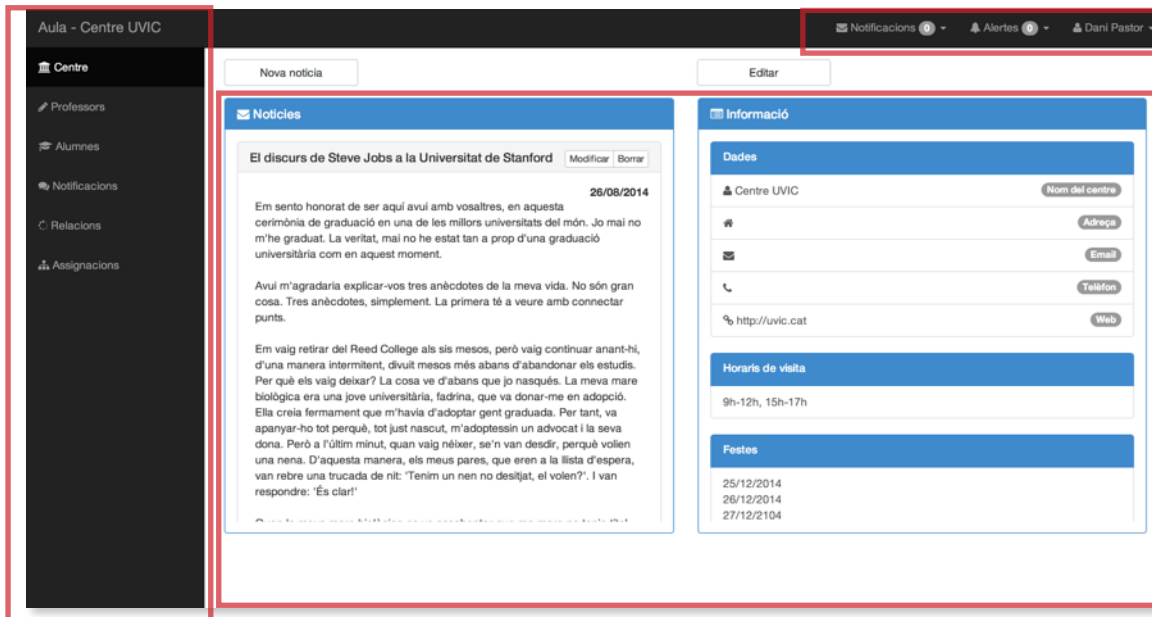 Aula - Centre UVIC
Notificacions 0
Alertes 0
Dani Pastor
Centre
Professors
Alumnes
Notificacions
Relacions
Assignacions
Nova noticia
Editar
Noticies
El discurs de Steve Jobs a la Universitat de Stanford
Modificar
Borrar
26/08/2014
Em sento honorat de ser aquí avui amb vosaltres, en aquesta
cerimònia de graduació en una de les millors universitats del món. Jo mai no
m'he graduat. La veritat, mai no he estat tan a prop d'una graduació
universitària com en aquest moment.
Avui m'agradaria explicar-vos tres anècdotes de la meva vida. No són gran
cosa. Tres anècdotes, simplement. La primera té a veure amb connectar
punts.
Em vaig retirar del Reed College als sis mesos, però vaig continuar anant-hi,
d'una manera intermitent, divuit mesos més abans d'abandonar els estudis.
Per què els vaig deixar? La cosa ve d'abans que jo nasqués. La meva mare
biològica era una jove universitària, fadrina, que va donar-me en adopció.
Ella creia fermament que m'havia d'adoptar gent graduada. Per tant, va
apanyar-ho tot perquè, tot just nascut, m'adoptessin un advocat i la seva
dona. Però a l'últim minut, quan vaig néixer, se'n van desdir, perquè volien
una nena. D'aquesta manera, els meus pares, que eren a la llista d'espera,
van rebre una trucada de nit: 'Tenim un nen no desitjat, el volen?'. I van
respondre: 'És clar!'
Informació
Dades
Centre UVIC
Nom del centre
Adreça
Email
Telèfon
http://uvic.cat
Web
Horaris de visita
9h-12h, 15h-17h
Festes
25/12/2014
26/12/2014
27/12/2104